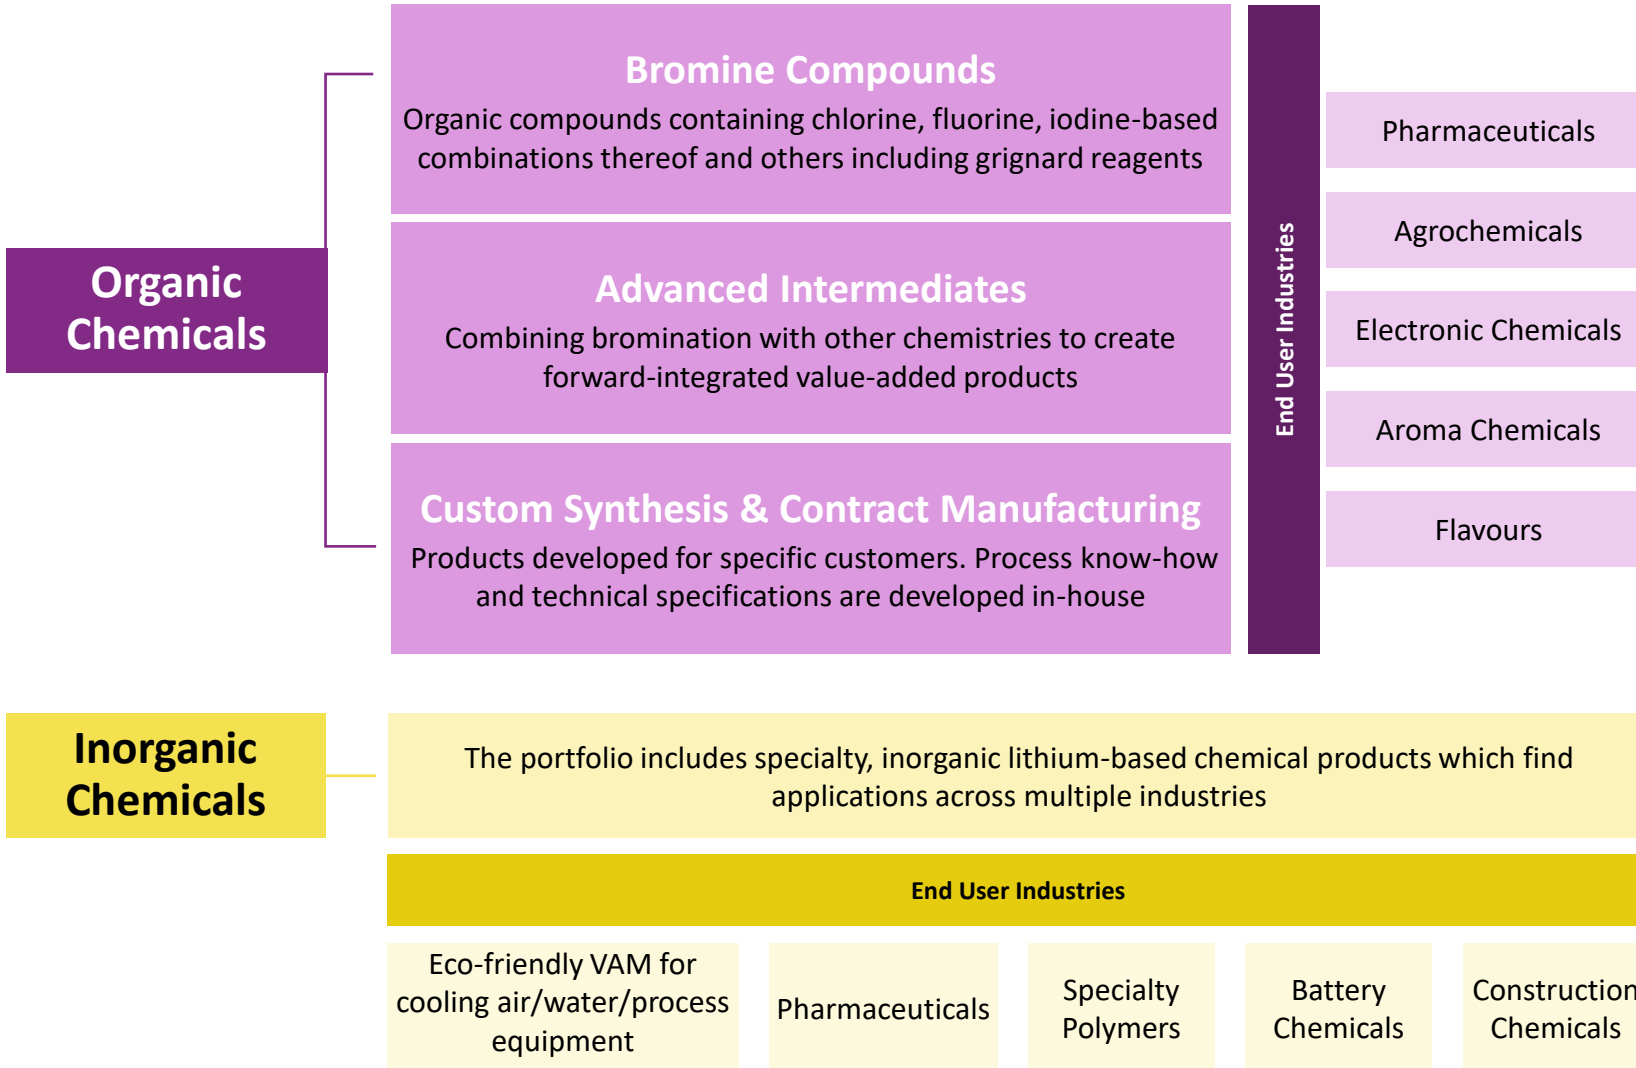 Organic
Chemicals
Bromine Compounds
Organic compounds containing chlorine, fluorine, iodine-based
combinations thereof and others including grignard reagents
Advanced Intermediates
Combining bromination with other chemistries to create
forward-integrated value-added products
Custom Synthesis & Contract Manufacturing
Products developed for specific customers. Process know-how
and technical specifications are developed in-house
End User Industries
Pharmaceuticals
Agrochemicals
Electronic Chemicals
Aroma Chemicals
Flavours
Inorganic
Chemicals
The portfolio includes specialty, inorganic lithium-based chemical products which find
applications across multiple industries
End User Industries
Eco-friendly VAM for
cooling air/water/process
equipment
Pharmaceuticals
Specialty
Polymers
Battery
Chemicals
Construction
Chemicals